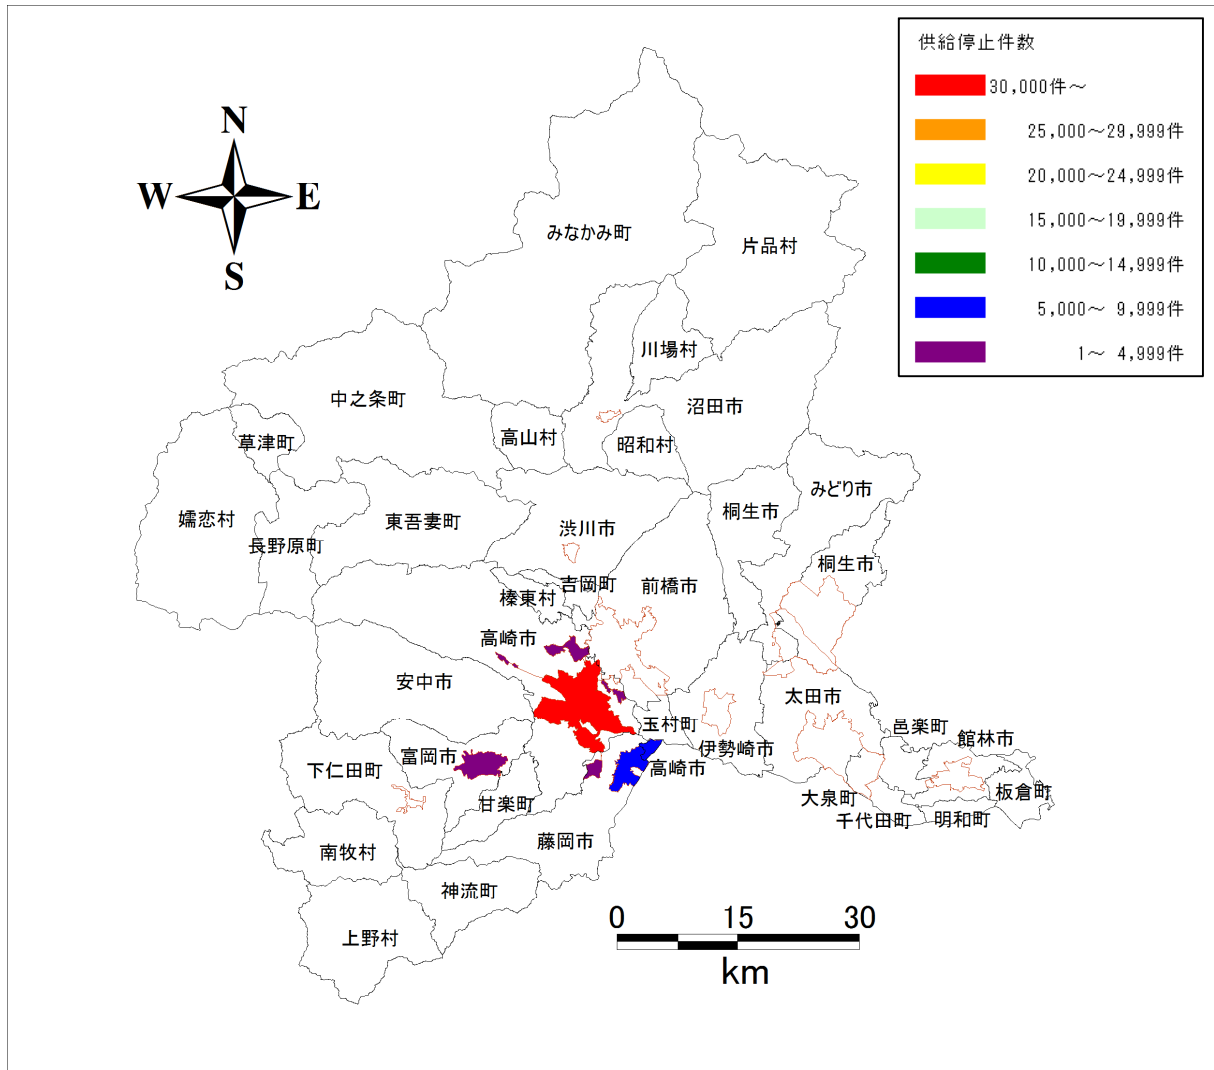 供給停止件数
30,000件～
25,000～29,999件
20,000～24,999件
15,000～19,999件
10,000～14,999件
5,000～ 9,999件
1～ 4,999件
N
W E
S
みなかみ町
片品村
川場村
中之条町
沼田市
草津町
高山村
昭和村
みどり市
嬬恋村
東吾妻町
渋川市
桐生市
長野原町
桐生市
吉岡町
前橋市
榛東村
高崎市
安中市
太田市
玉村町
邑楽町
館林市
伊勢崎市
富岡市
下仁田町
高崎市
板倉町
甘楽町
大泉町
千代田町
明和町
藤岡市
南牧村
神流町
上野村
0 15 30
km